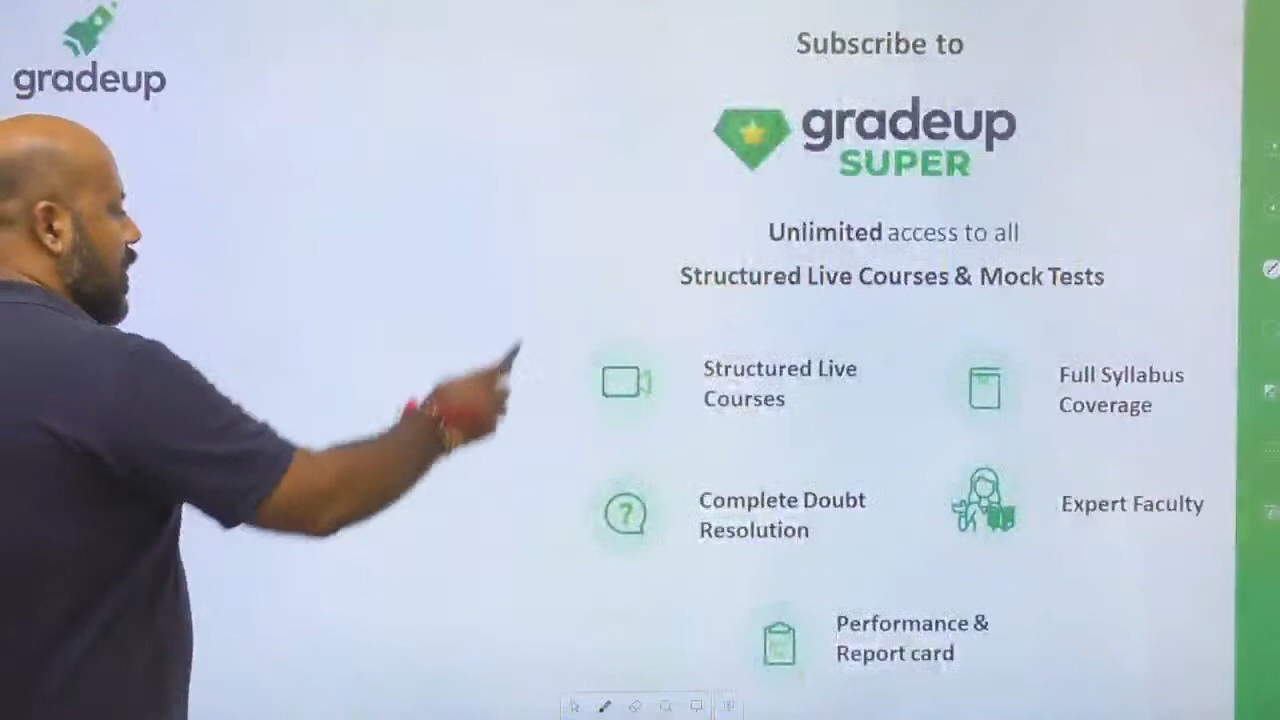 gradeup
Subscribe to
gradeup
SUPER
Unlimited access to all
Structured Live Courses & Mock Tests
Structured Live
Courses
Full Syllabus
Coverage
?
Complete Doubt
Resolution
Expert Faculty
Performance &
Report card